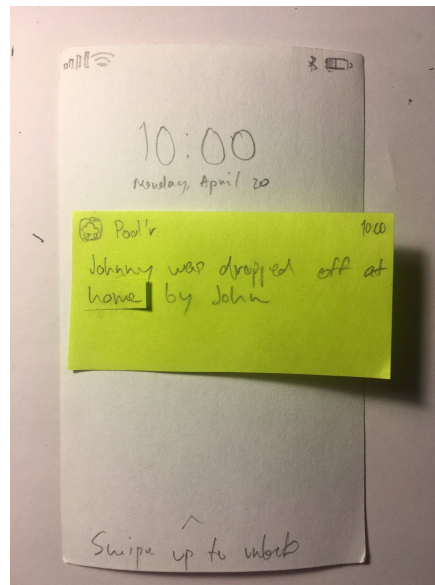 10:00
Monday, April 20
Pool'r 10:00
Johnny was dropped off at
home by John
Swipe up to unlock